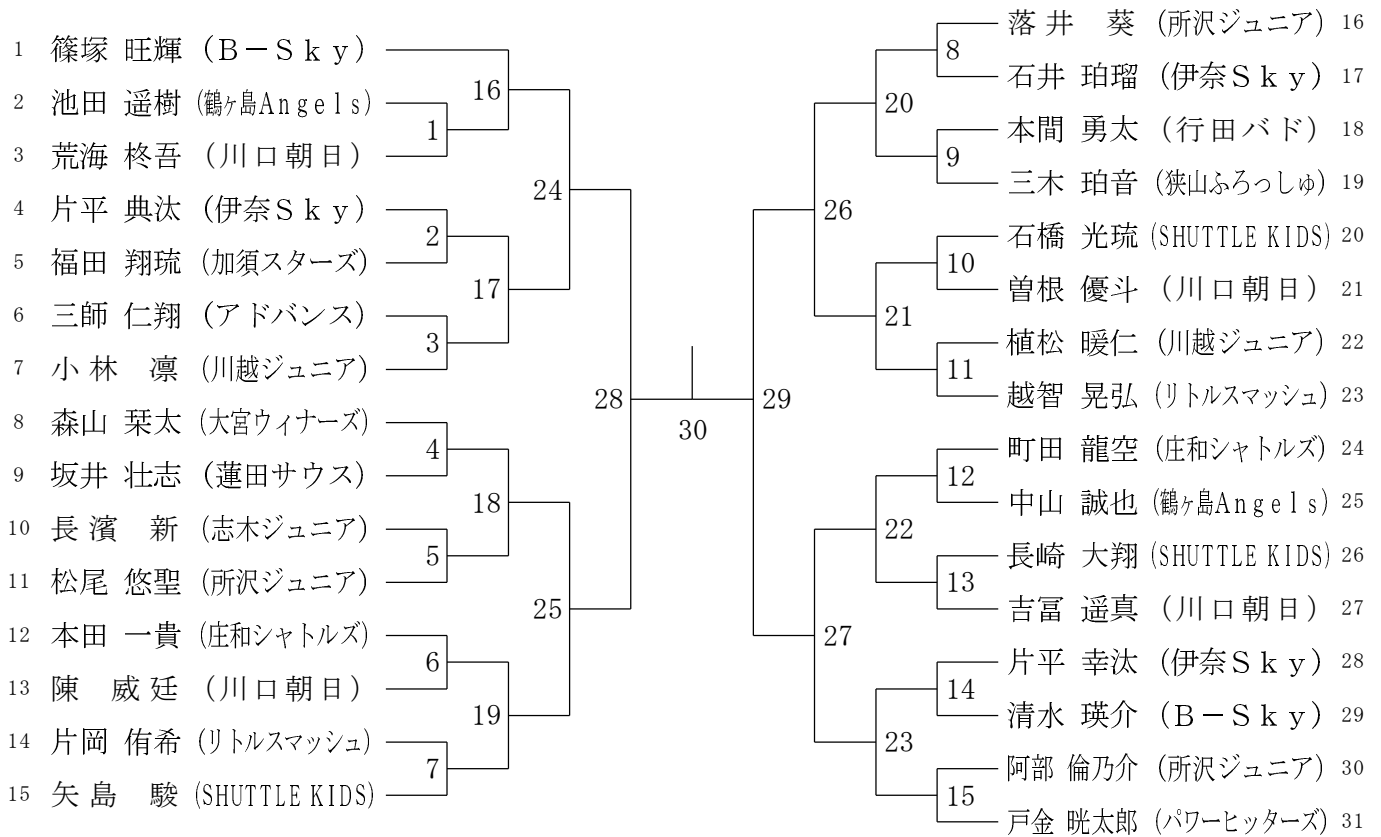 1 篠塚 旺輝 (B－Ｓｋｙ)
2 池田 遥樹 (鶴ヶ島Angels)
3 荒海 柊吾 (川口朝日)
4 片平 典汰 (伊奈Ｓｋｙ)
5 福田 翔琉 (加須スターズ)
6 三師 仁翔 (アドバンス)
7 小林 凛 (川越ジュニア)
8 森山 栞太 (大宮ウィナーズ)
9 坂井 壮志 (蓮田サウス)
10 長濱 新 (志木ジュニア)
11 松尾 悠聖 (所沢ジュニア)
12 本田 一貴 (庄和シャトルズ)
13 陳 威廷 (川口朝日)
14 片岡 侑希 (リトルスマッシュ)
15 矢島 駿 (SHUTTLE KIDS)
1
2
3
4
5
6
7
16
17
18
19
24
25
28
30
29
26
27
20
21
22
23
8
9
10
11
12
13
14
15
落井 葵 (所沢ジュニア) 16
石井 珀瑠 (伊奈Ｓｋｙ) 17
本間 勇太 (行田バド) 18
三木 珀音 (狭山ふろっしゅ) 19
石橋 光琉 (SHUTTLE KIDS) 20
曽根 優斗 (川口朝日) 21
植松 暖仁 (川越ジュニア) 22
越智 晃弘 (リトルスマッシュ) 23
町田 龍空 (庄和シャトルズ) 24
中山 誠也 (鶴ヶ島Angels) 25
長崎 大翔 (SHUTTLE KIDS) 26
吉冨 遥真 (川口朝日) 27
片平 幸汰 (伊奈Ｓｋｙ) 28
清水 瑛介 (B－Ｓｋｙ) 29
阿部 倫乃介 (所沢ジュニア) 30
戸金 晄太郎 (パワーヒッターズ) 31